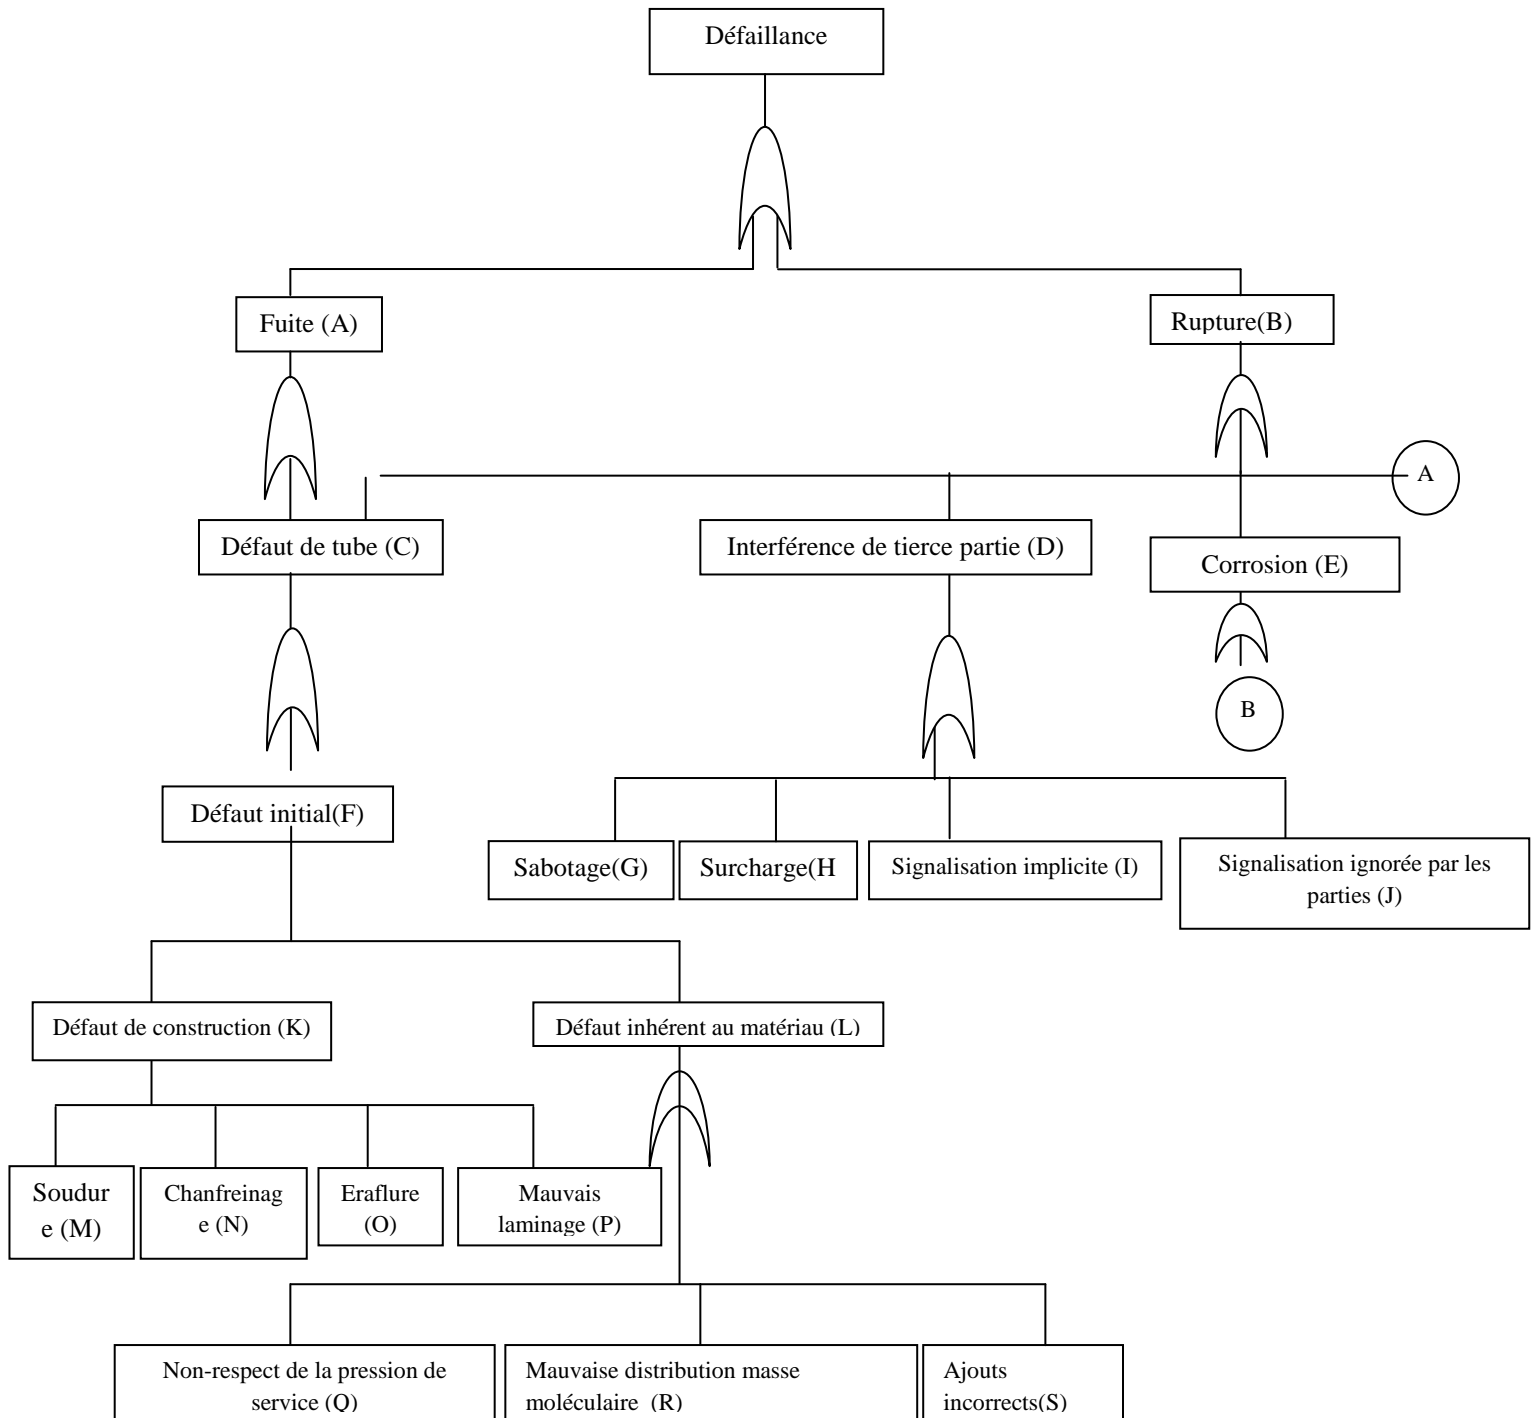 Défaillance
Fuite (A)
Rupture(B)
A
Défaut de tube (C)
Interférence de tierce partie (D)
Corrosion (E)
B
Défaut initial(F)
Sabotage(G)
Surcharge(H
Signalisation implicite (I)
Signalisation ignorée par les
parties (J)
Défaut de construction (K)
Défaut inhérent au matériau (L)
Soudur
e (M)
Chanfreinag
e (N)
Eraflure
(O)
Mauvais
laminage (P)
Non-respect de la pression de
service (Q)
Mauvaise distribution masse
moléculaire (R)
Ajouts
incorrects(S)